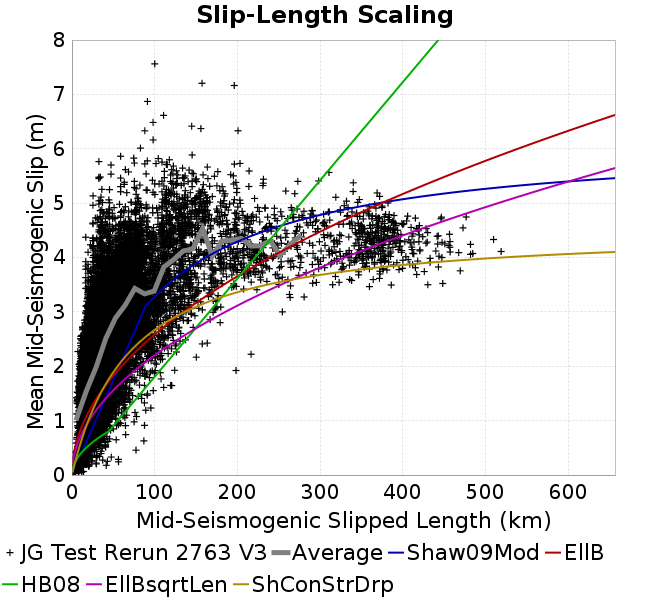 Slip-Length Scaling
Mean Mid-Seismogenic Slip (m)
8
7
6
5
4
3
2
1
0
0 100 200 300 400 500 600
Mid-Seismogenic Slipped Length (km)
JG Test Rerun 2763 V3 Average Shaw09Mod EllB
HB08 EllBsqrtLen ShConStrDrp